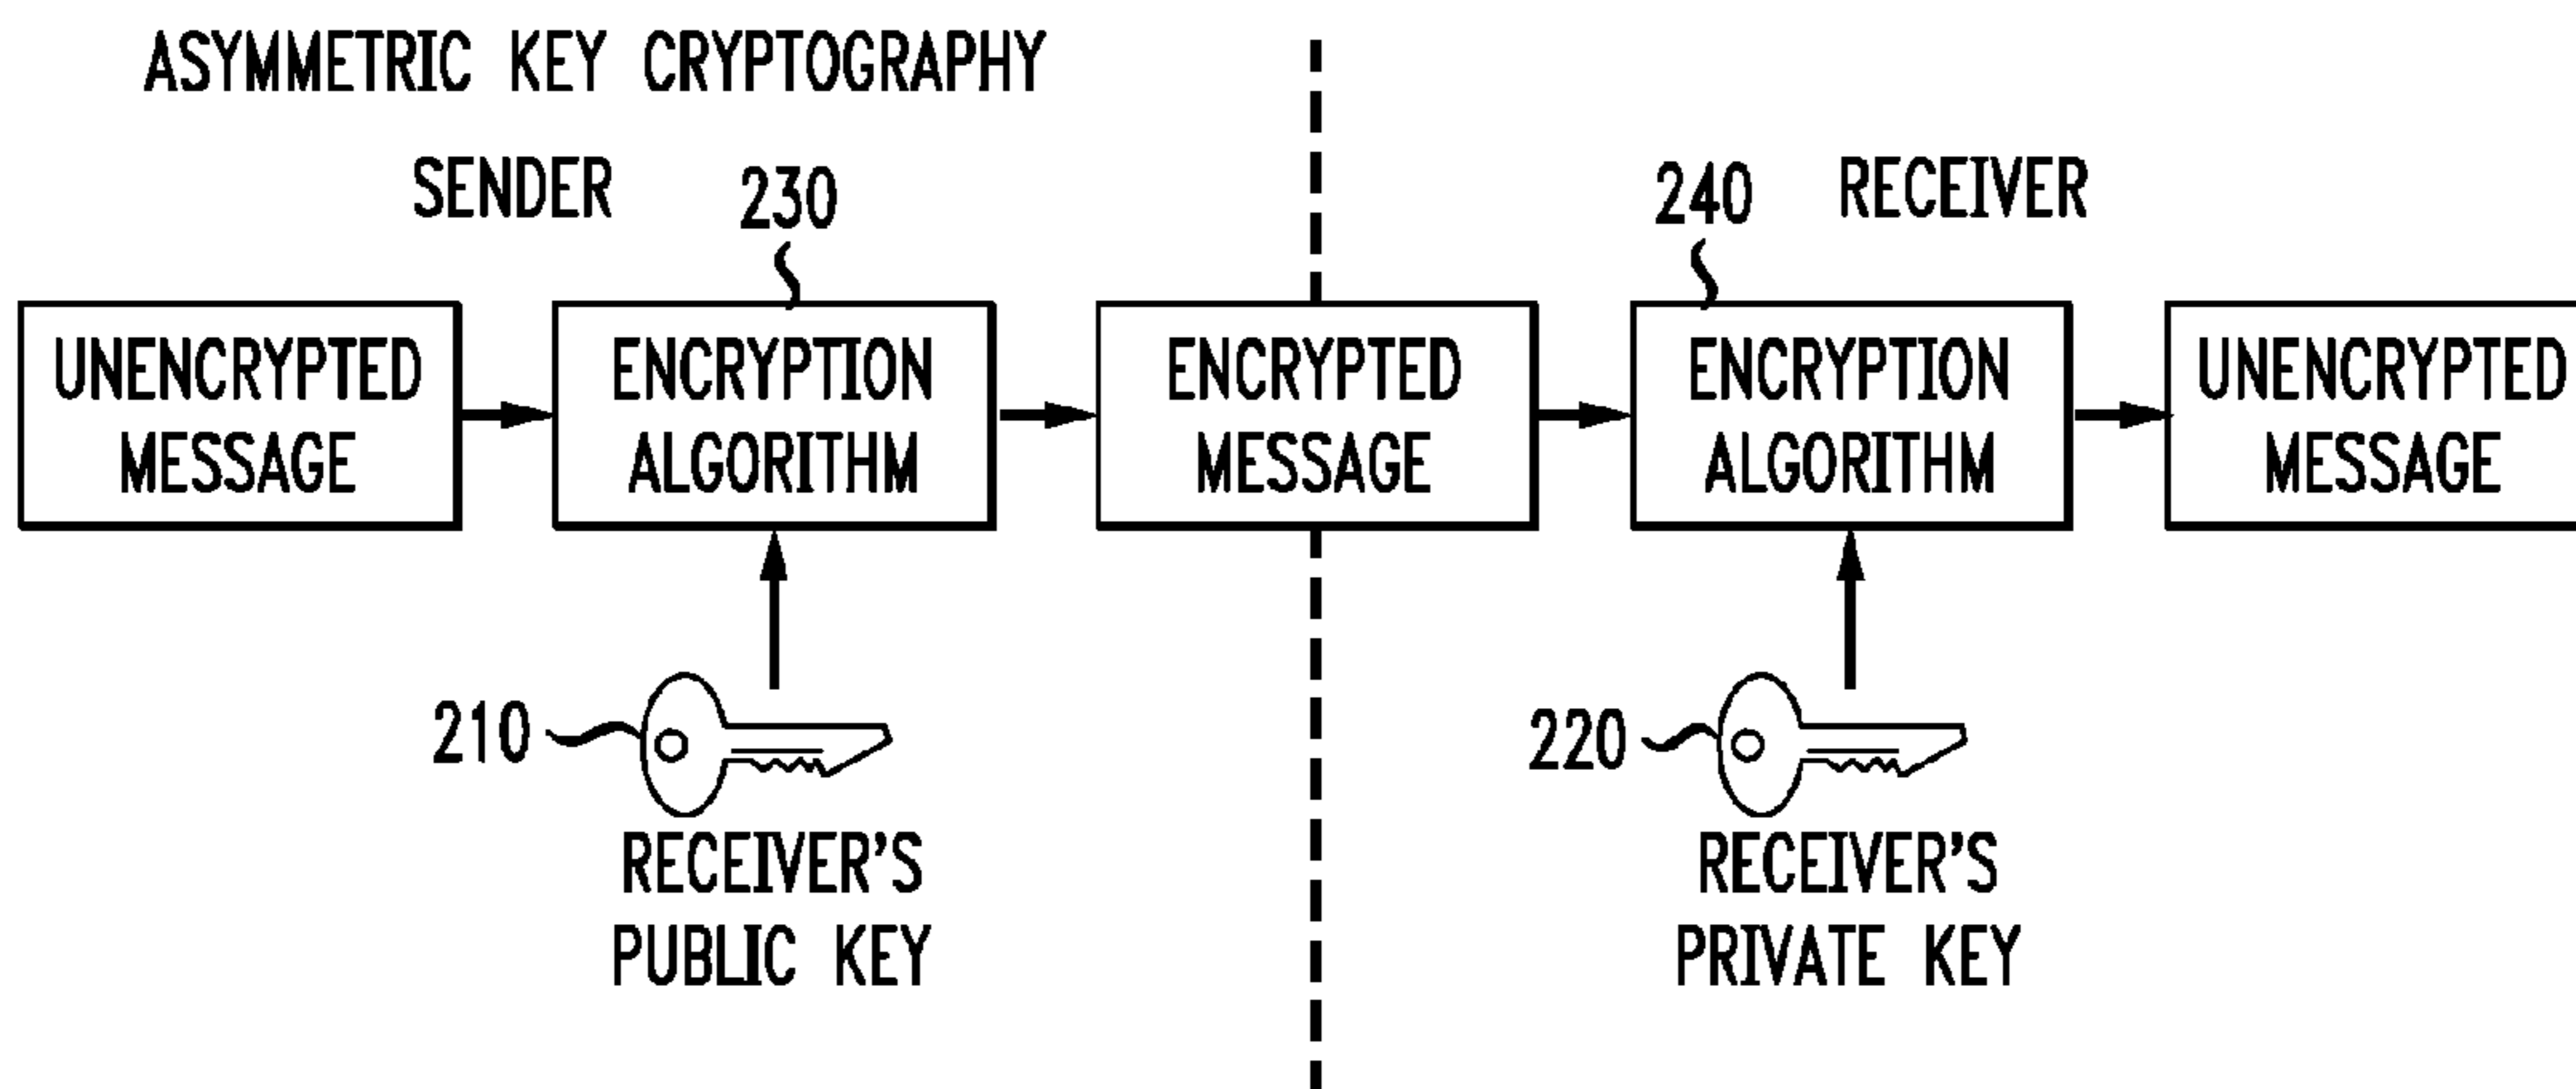 ASYMMETRIC KEY CRYPTOGRAPHY
SENDER
230
240
RECEIVER
UNENCRYPTED
MESSAGE
ENCRYPTION
ALGORITHM
ENCRYPTED
MESSAGE
ENCRYPTION
ALGORITHM
UNENCRYPTED
MESSAGE
210
RECEIVER'S
PUBLIC KEY
220
RECEIVER'S
PRIVATE KEY